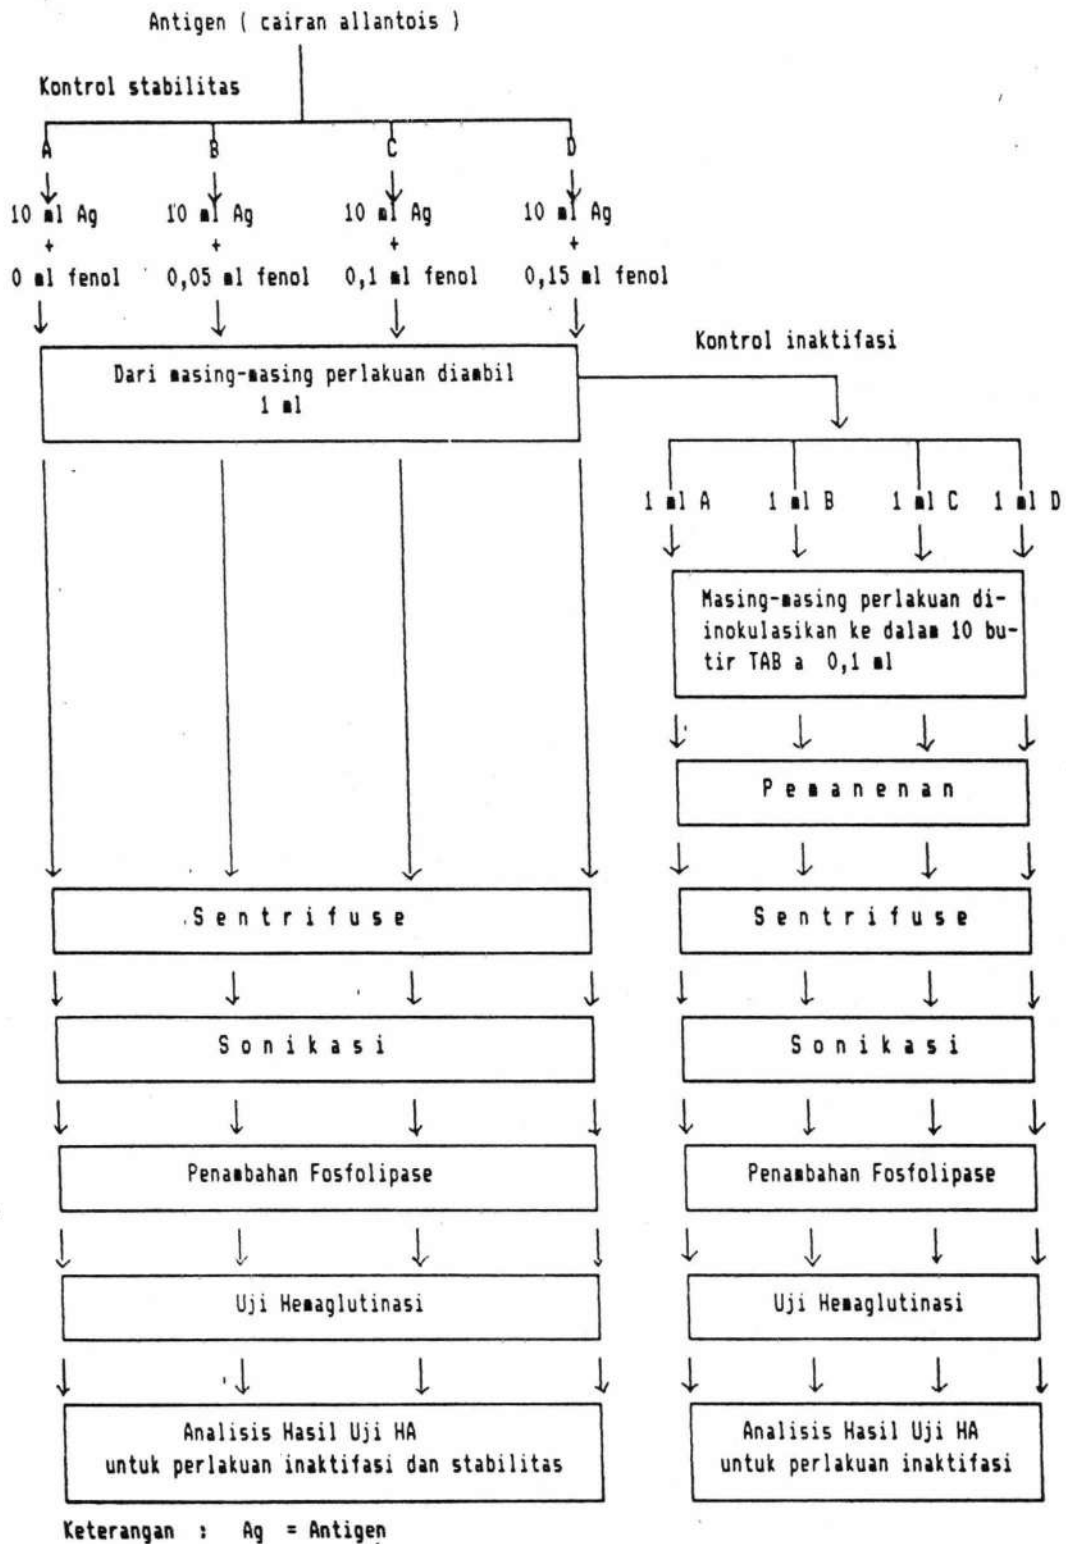 Antigen ( cairan allantois )
Kontrol stabilitas
A B C D
10 ml Ag 10 ml Ag 10 ml Ag 10 ml Ag
+ + + +
0 ml fenol 0,05 ml fenol 0,1 ml fenol 0,15 ml fenol
Kontrol inaktifasi
Dari masing-masing perlakuan diambil
1 ml
1 ml A 1 ml B 1 ml C 1 ml D
Masing-masing perlakuan di-
inokulasikan ke dalam 10 bu-
tir TAB a 0,1 ml
P e m a n e n a n
S e n t r i f u s e
S e n t r i f u s e
S o n i k a s i
S o n i k a s i
Penambahan Fosfolipase
Penambahan Fosfolipase
Uji Hemaglutinasi
Uji Hemaglutinasi
Analisis Hasil Uji HA
untuk perlakuan inaktifasi dan stabilitas
Analisis Hasil Uji HA
untuk perlakuan inaktifasi
Keterangan : Ag = Antigen